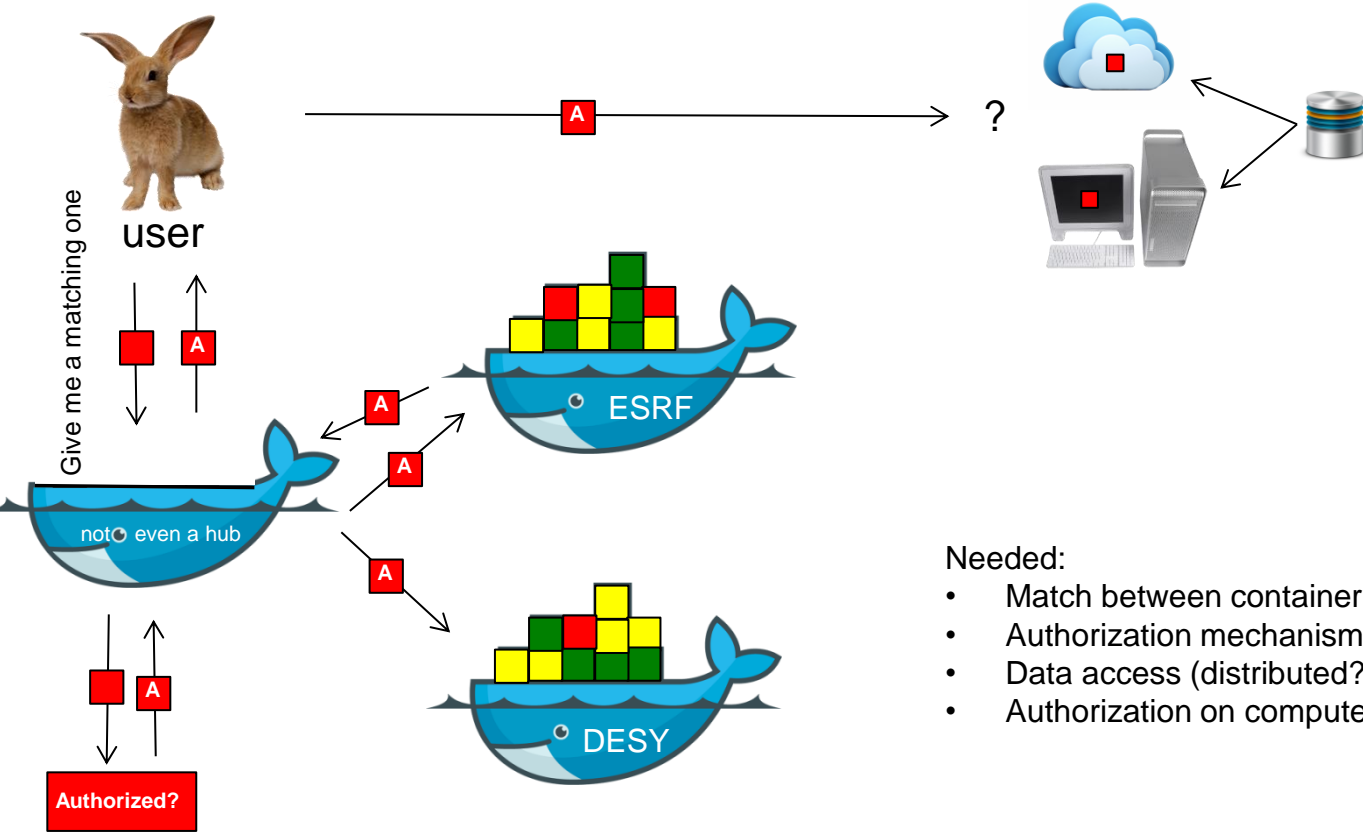 A
?
user
Give me a matching one
A
ESRF
A
A
not even a hub
A
Needed:
• Match between container
• Authorization mechanism
• Data access (distributed?
• Authorization on compute
A
DESY
Authorized?